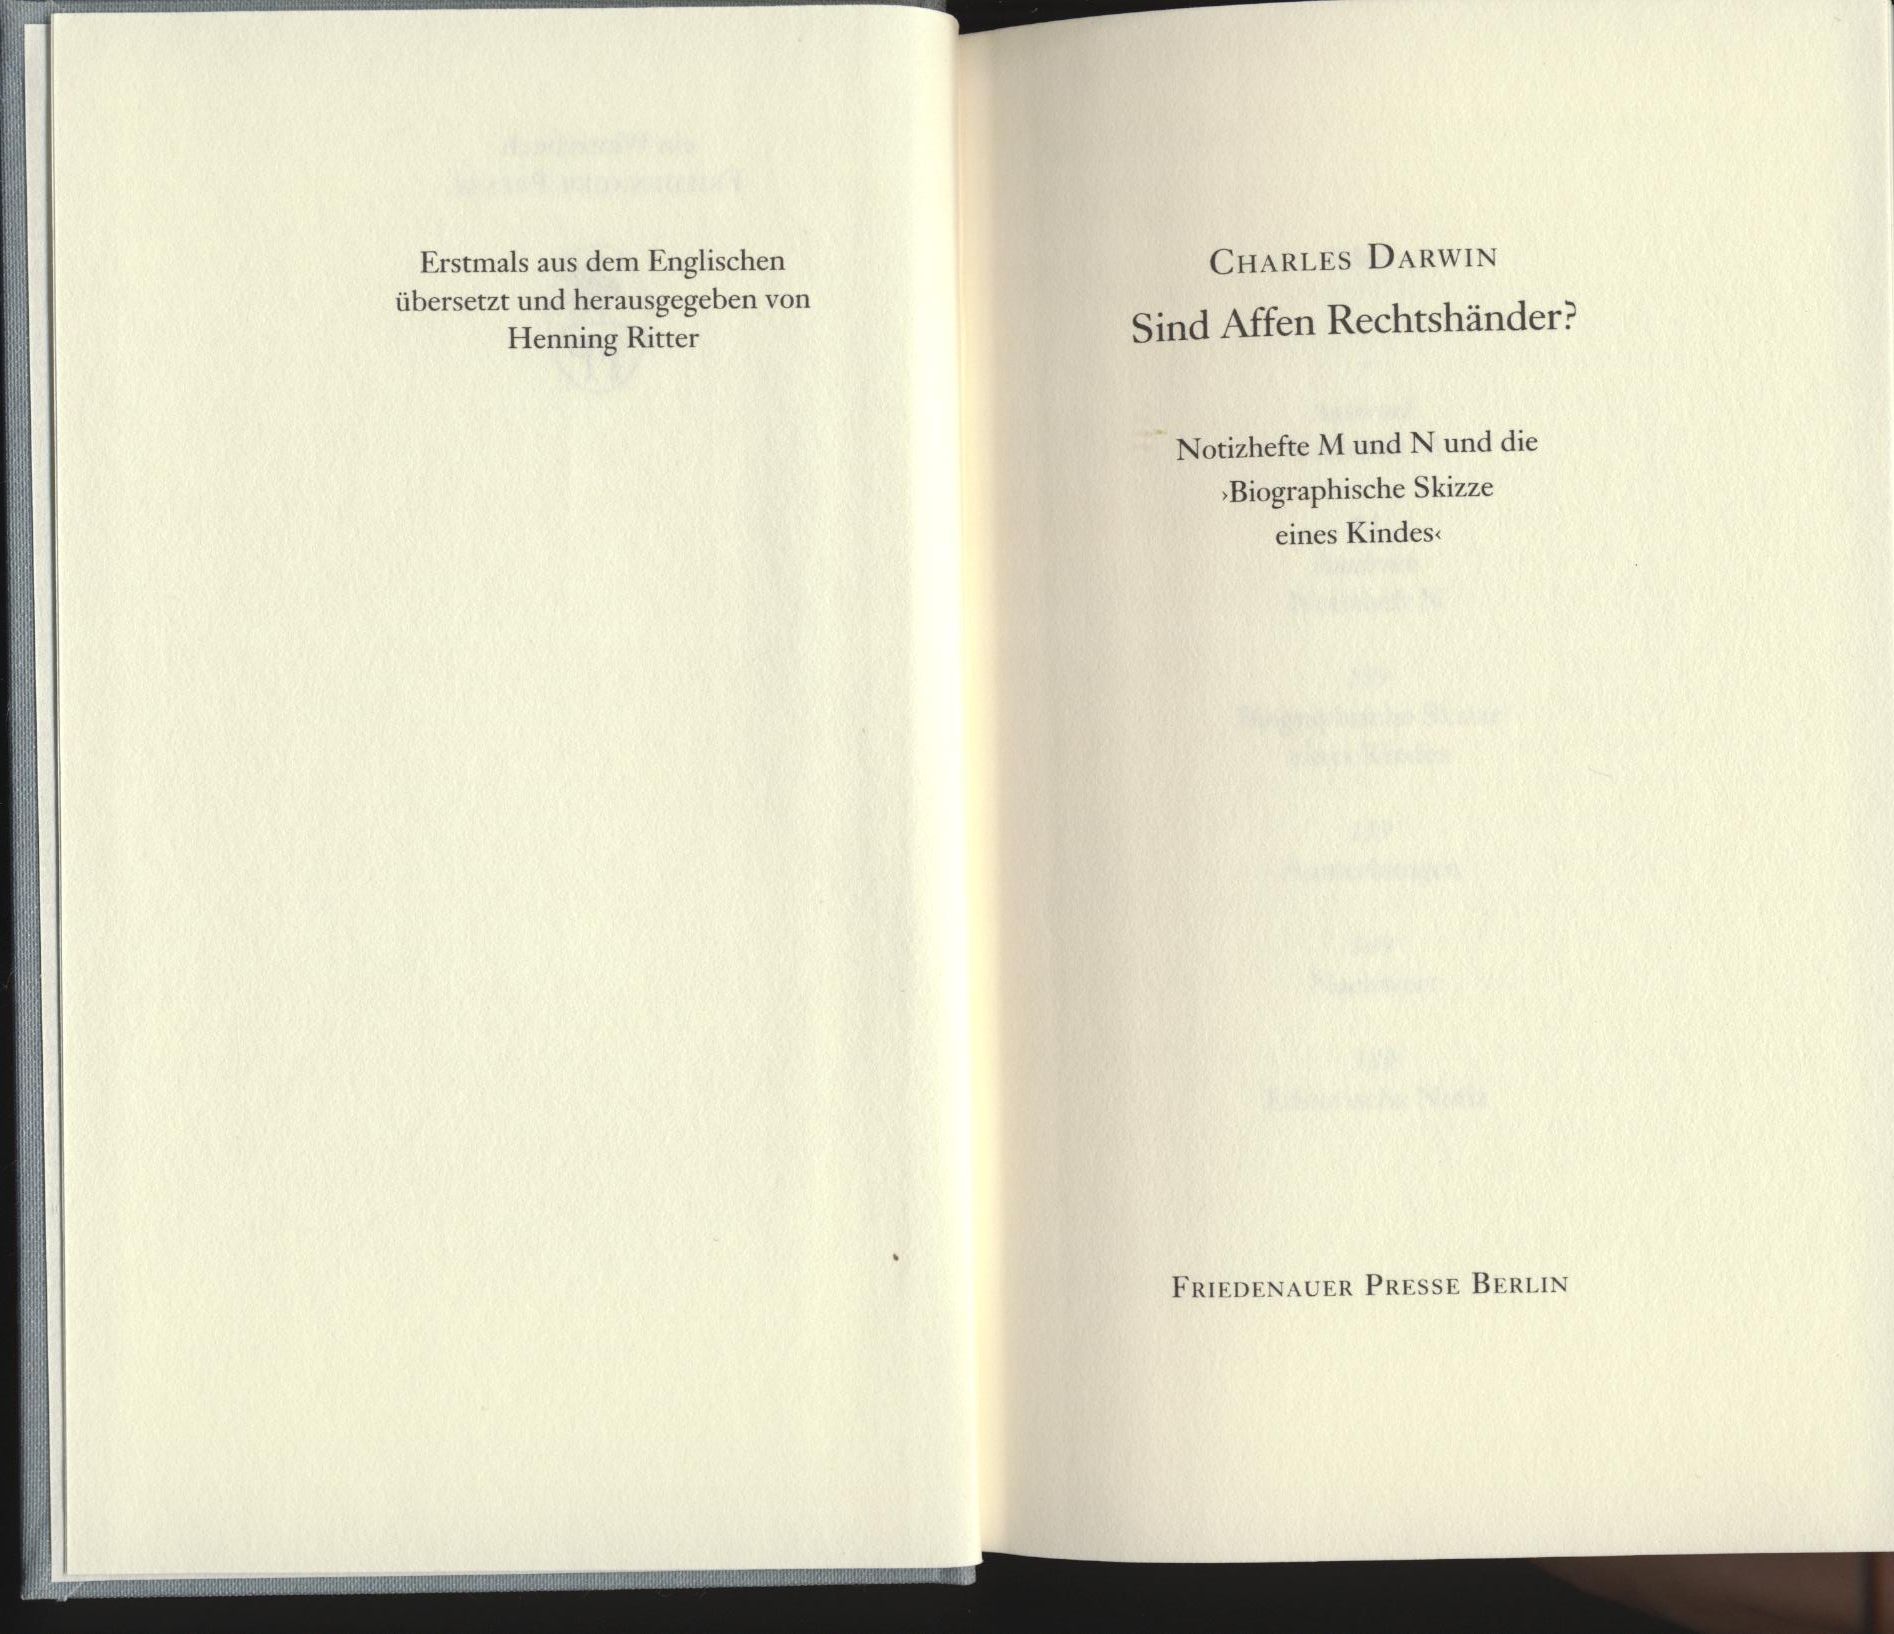 Erstmals aus dem Englischen
übersetzt und herausgegeben von
Henning Ritter
CHARLES DARWIN
Sind Affen Rechtshänder?
Notizhefte M und N und die
›Biographische Skizze
eines Kindes‹
FRIEDENAUER PRESSE BERLIN